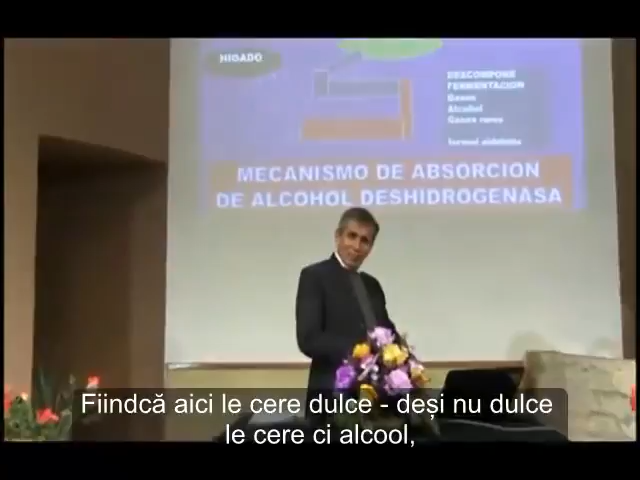 HIGADO
DESCOMPONE
FERMENTACION
Gases
Alcohol
MECANISMO DE ABSORCION
DE ALCOHOL DESHIDROGENASA
Fiindcă aici le cere dulce - deși nu dulce
le cere ci alcool,